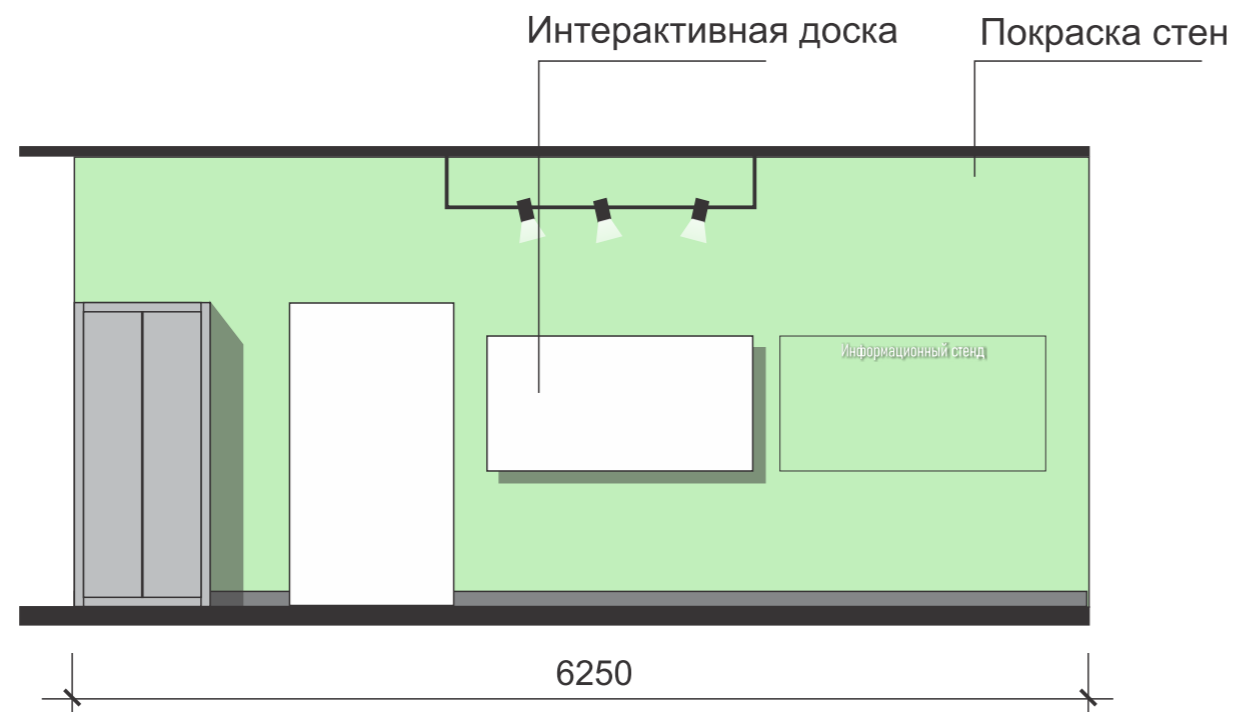 Интерактивная доска
Покраска стен
Информационный стенд
6250